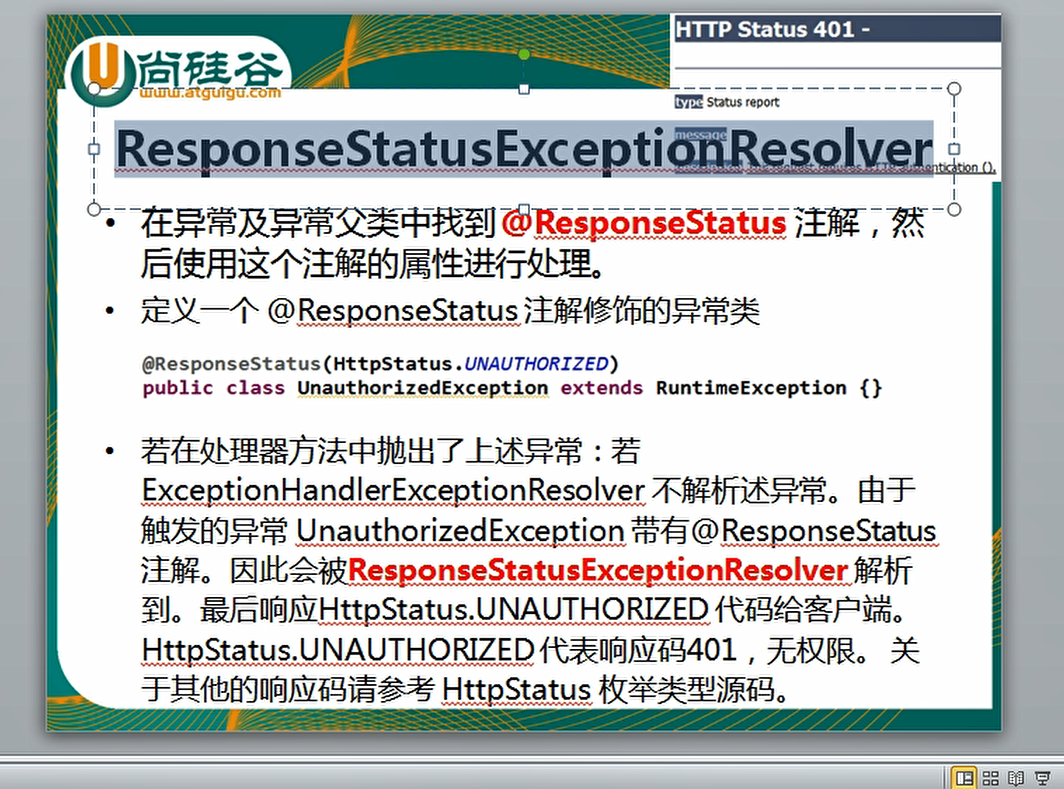 HTTP Status 401 -
尚硅谷
www.atguigu.com
type Status report
message
ResponseStatusExceptionResolver
• 在异常及异常父类中找到 @ResponseStatus 注解，然
后使用这个注解的属性进行处理。
• 定义一个 @ResponseStatus 注解修饰的异常类
@ResponseStatus(HttpStatus.UNAUTHORIZED)
public class UnauthorizedException extends RuntimeException {}
• 若在处理器方法中抛出了上述异常：若
ExceptionHandlerExceptionResolver 不解析述异常。由于
触发的异常 UnauthorizedException 带有@ResponseStatus
注解。因此会被ResponseStatusExceptionResolver 解析
到。最后响应HttpStatus.UNAUTHORIZED 代码给客户端。
HttpStatus.UNAUTHORIZED 代表响应码401，无权限。 关
于其他的响应码请参考 HttpStatus 枚举类型源码。